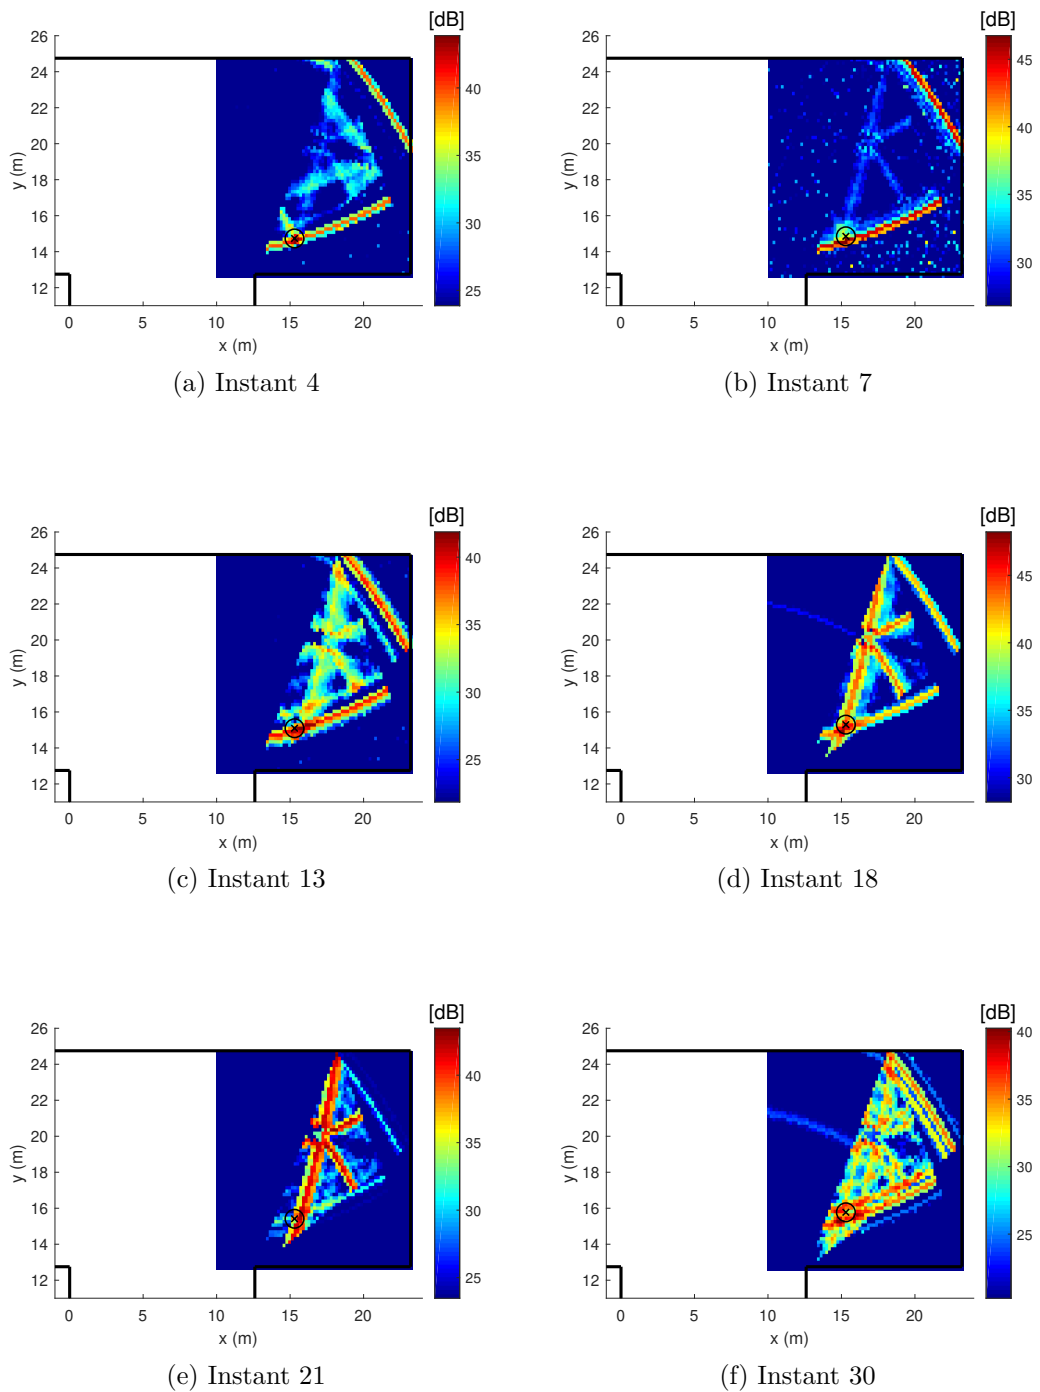 [dB] [dB]
26 26
24 45 24
40
22 22
20 35 20 40
y (m) y (m)
18 18
30 35
16 16
14 14
30
12 25 12
0 5 10 15 20 0 5 10 15 20
x (m) x (m)
(a) Instant 4 (b) Instant 7
[dB] [dB]
26 26
24 40 24 45
22 22
20 35 20 40
y (m) y (m)
18 18
16 30 16 35
14 14
25
12 12 30
0 5 10 15 20 0 5 10 15 20
x (m) x (m)
(c) Instant 13 (d) Instant 18
[dB] [dB]
26 26 40
24 40 24
22 22 35
20 35 20
y (m) y (m)
18 18 30
16 30 16
14 14 25
25
12 12
0 5 10 15 20 0 5 10 15 20
x (m) x (m)
(e) Instant 21 (f) Instant 30